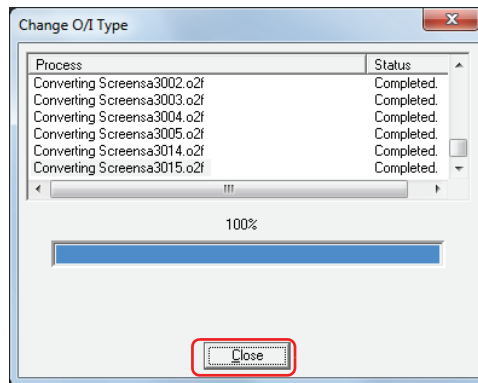 Change O/I Type
Process Status
Converting Screensa3002.o2f Completed.
Converting Screensa3003.o2f Completed.
Converting Screensa3004.o2f Completed.
Converting Screensa3005.o2f Completed.
Converting Screensa3014.o2f Completed.
Converting Screensa3015.o2f Completed.
100%
Close